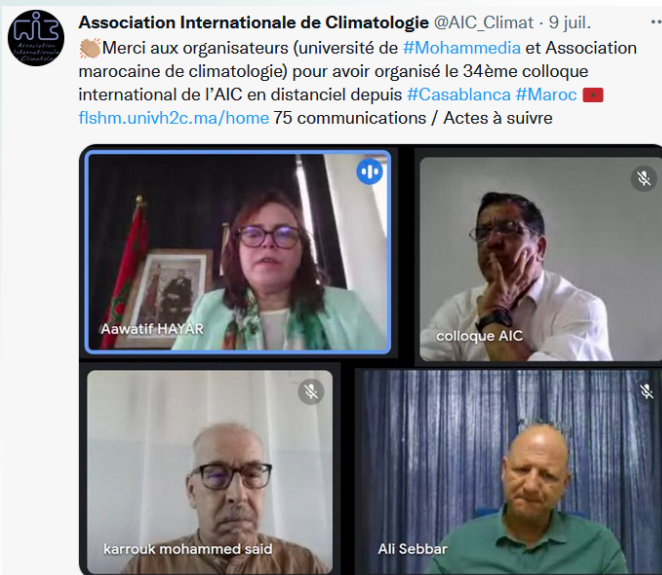 Association Internationale de Climatologie @AIC_Climat · 9 juil.
👏🏼Merci aux organisateurs (université de #Mohammedia et Association
marocaine de climatologie) pour avoir organisé le 34ème colloque
international de l'AIC en distanciel depuis #Casablanca #Maroc 🇲🇦
flshm.univh2c.ma/home 75 communications / Actes à suivre
Aawatif HAYAR
colloque AIC
karrouk mohammed said
Ali Sebbar